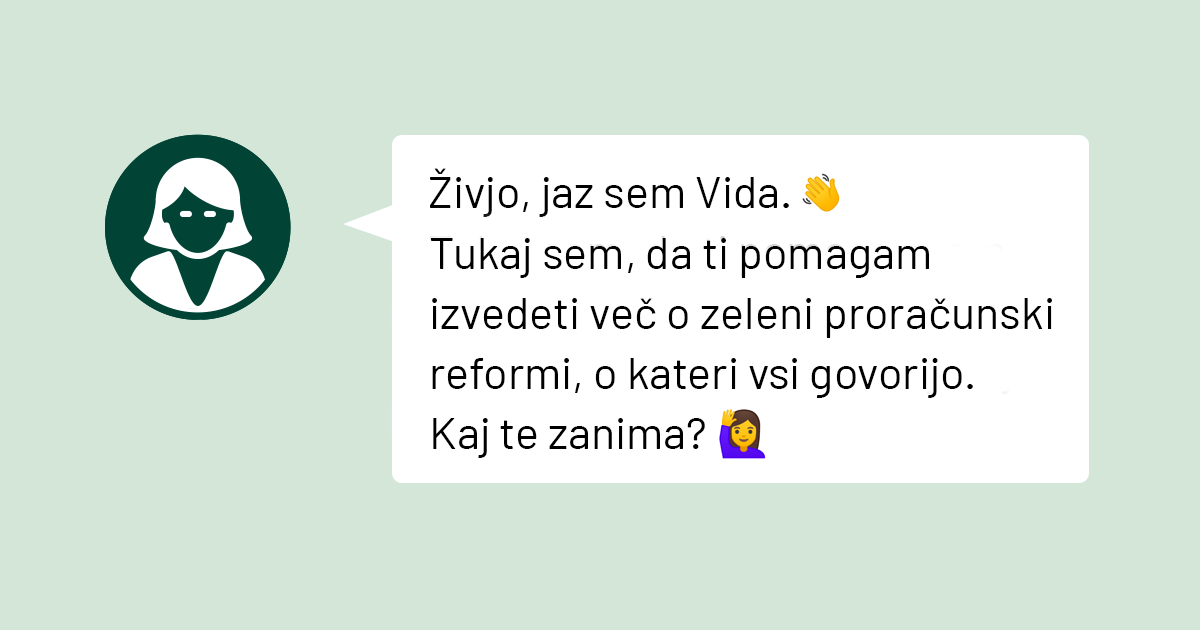 Živjo, jaz sem Vida. 👋
Tukaj sem, da ti pomagam
izvedeti več o zeleni proračunski
reformi, o kateri vsi govorijo.
Kaj te zanima? 🙋‍♀️